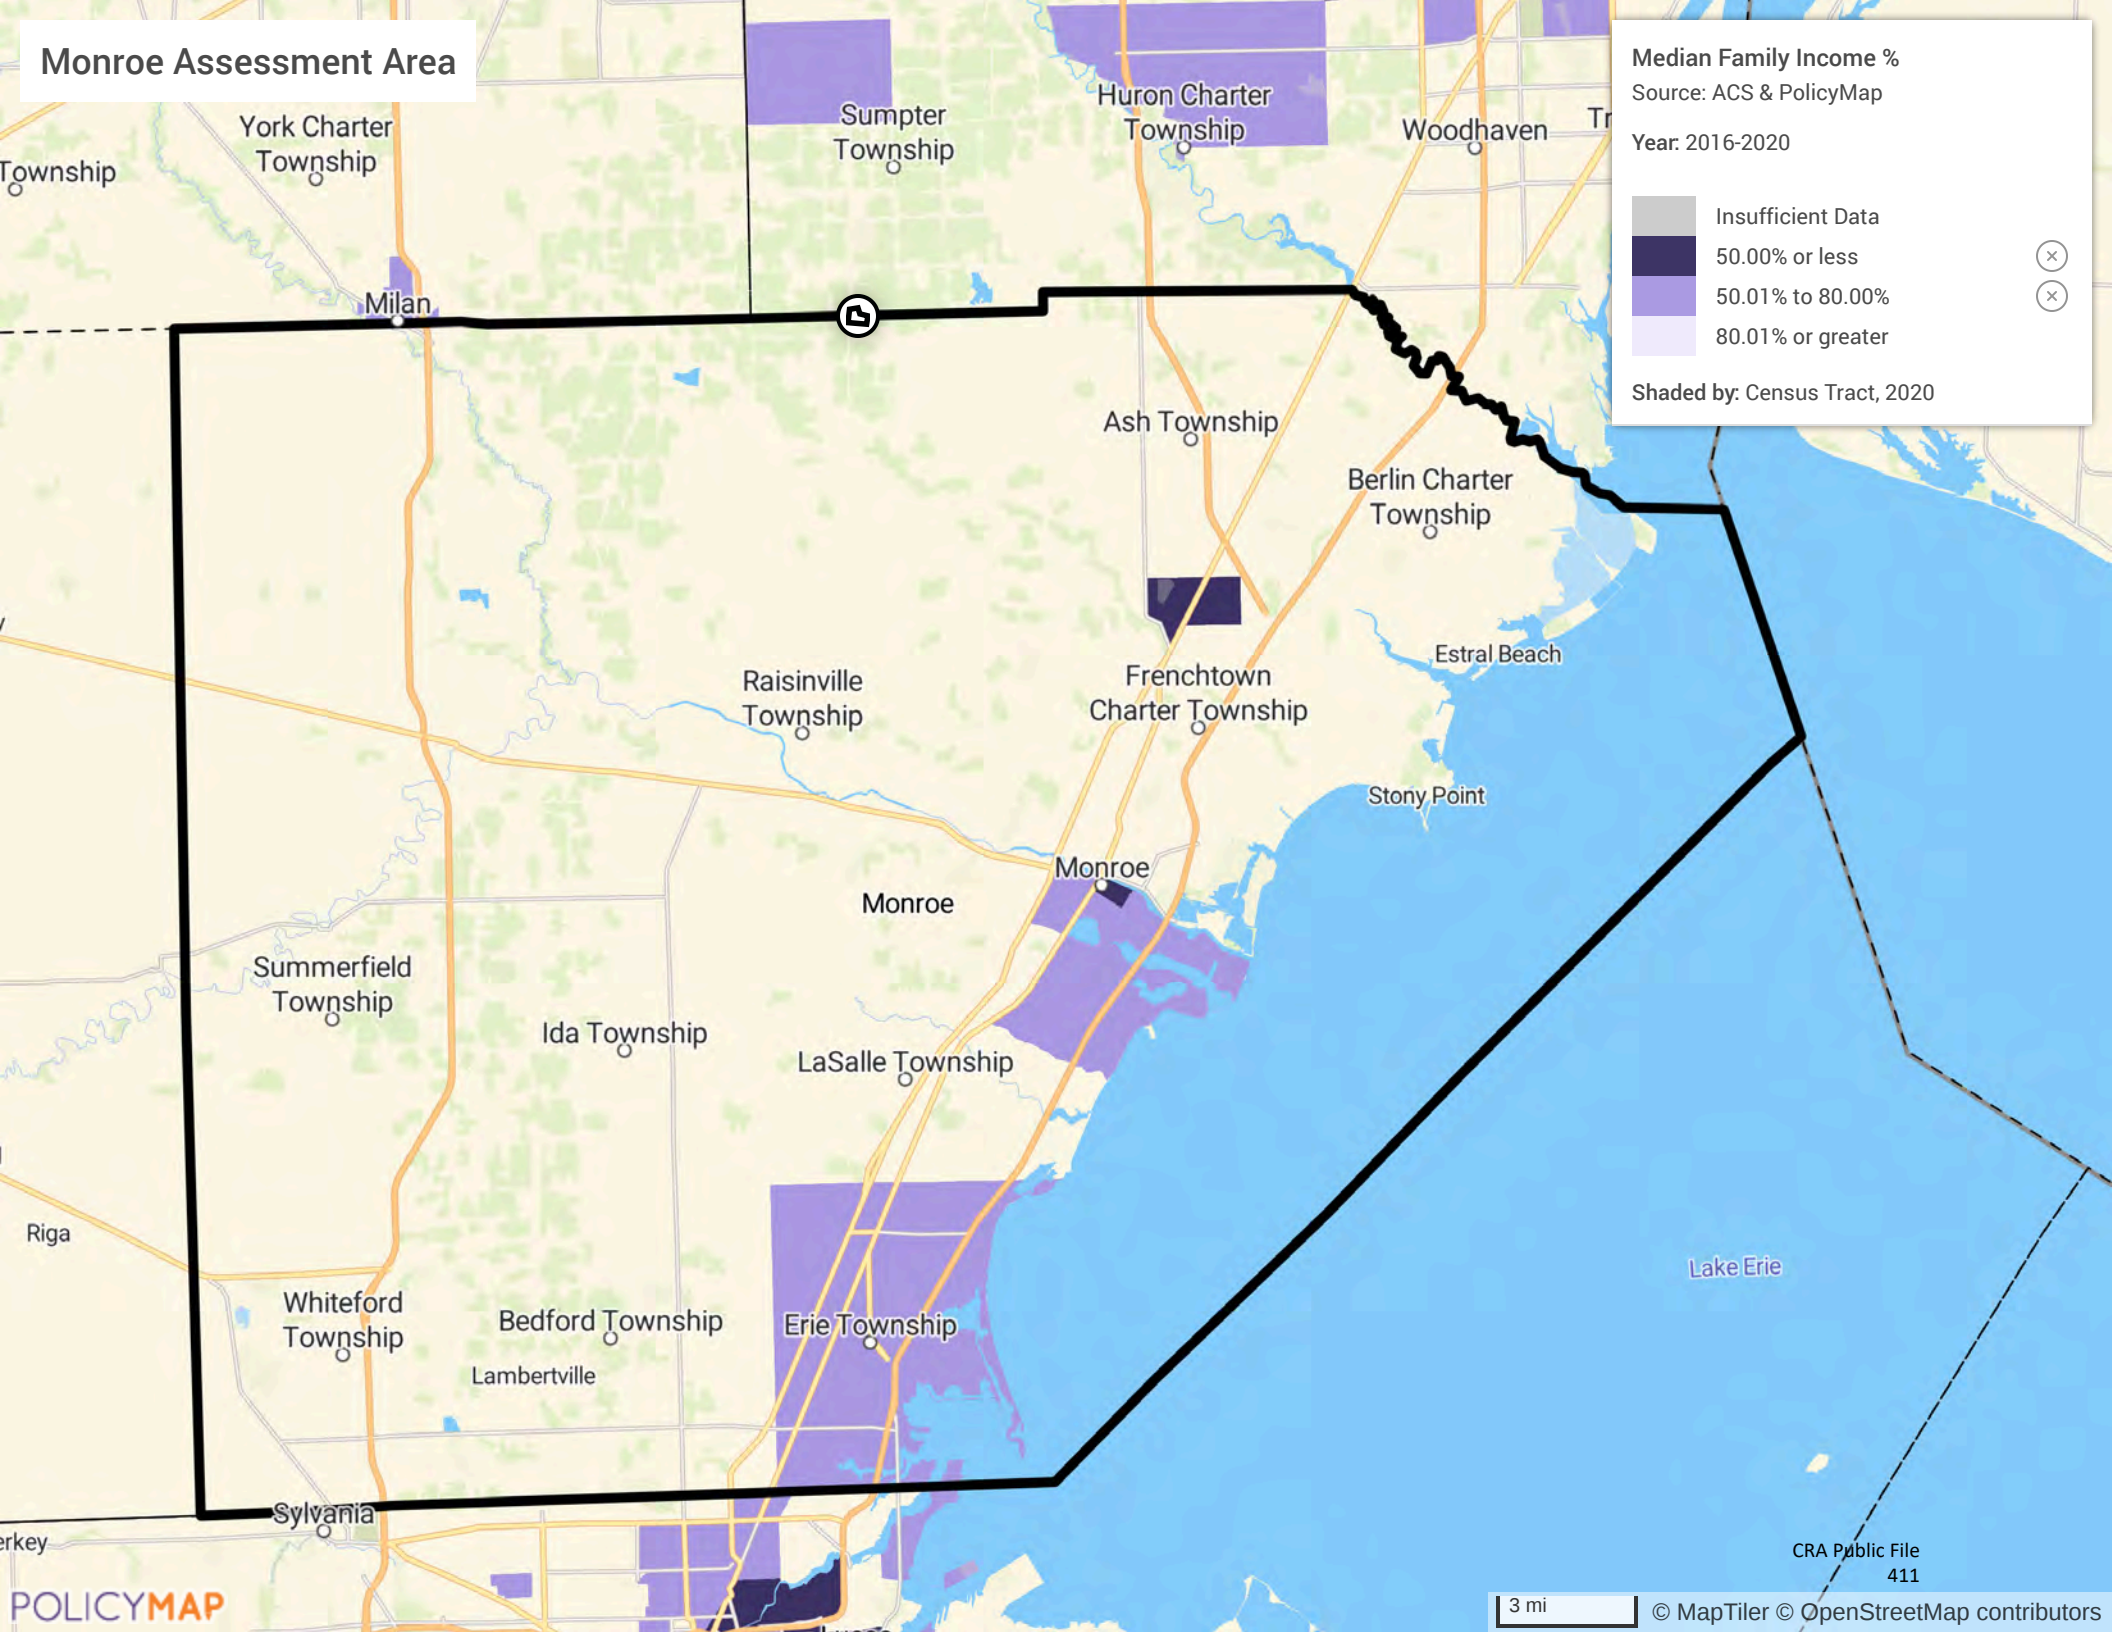 Monroe Assessment Area
Median Family Income %
Source: ACS & PolicyMap
Year: 2016-2020
Insufficient Data
50.00% or less
50.01% to 80.00%
80.01% or greater
Shaded by: Census Tract, 2020
York Charter
Township
Township
Sumpter
Township
Huron Charter
Township
Woodhaven
Tr
Milan
Ash Township
Berlin Charter
Township
Estral Beach
Raisinville
Township
Frenchtown
Charter Township
Stony Point
Monroe
Monroe
Summerfield
Township
Ida Township
LaSalle Township
Riga
Lake Erie
Whiteford
Township
Bedford Township
Erie Township
Lambertville
Sylvania
erkey
CRA Public File
411
POLICYMAP
3 mi
© MapTiler © OpenStreetMap contributors